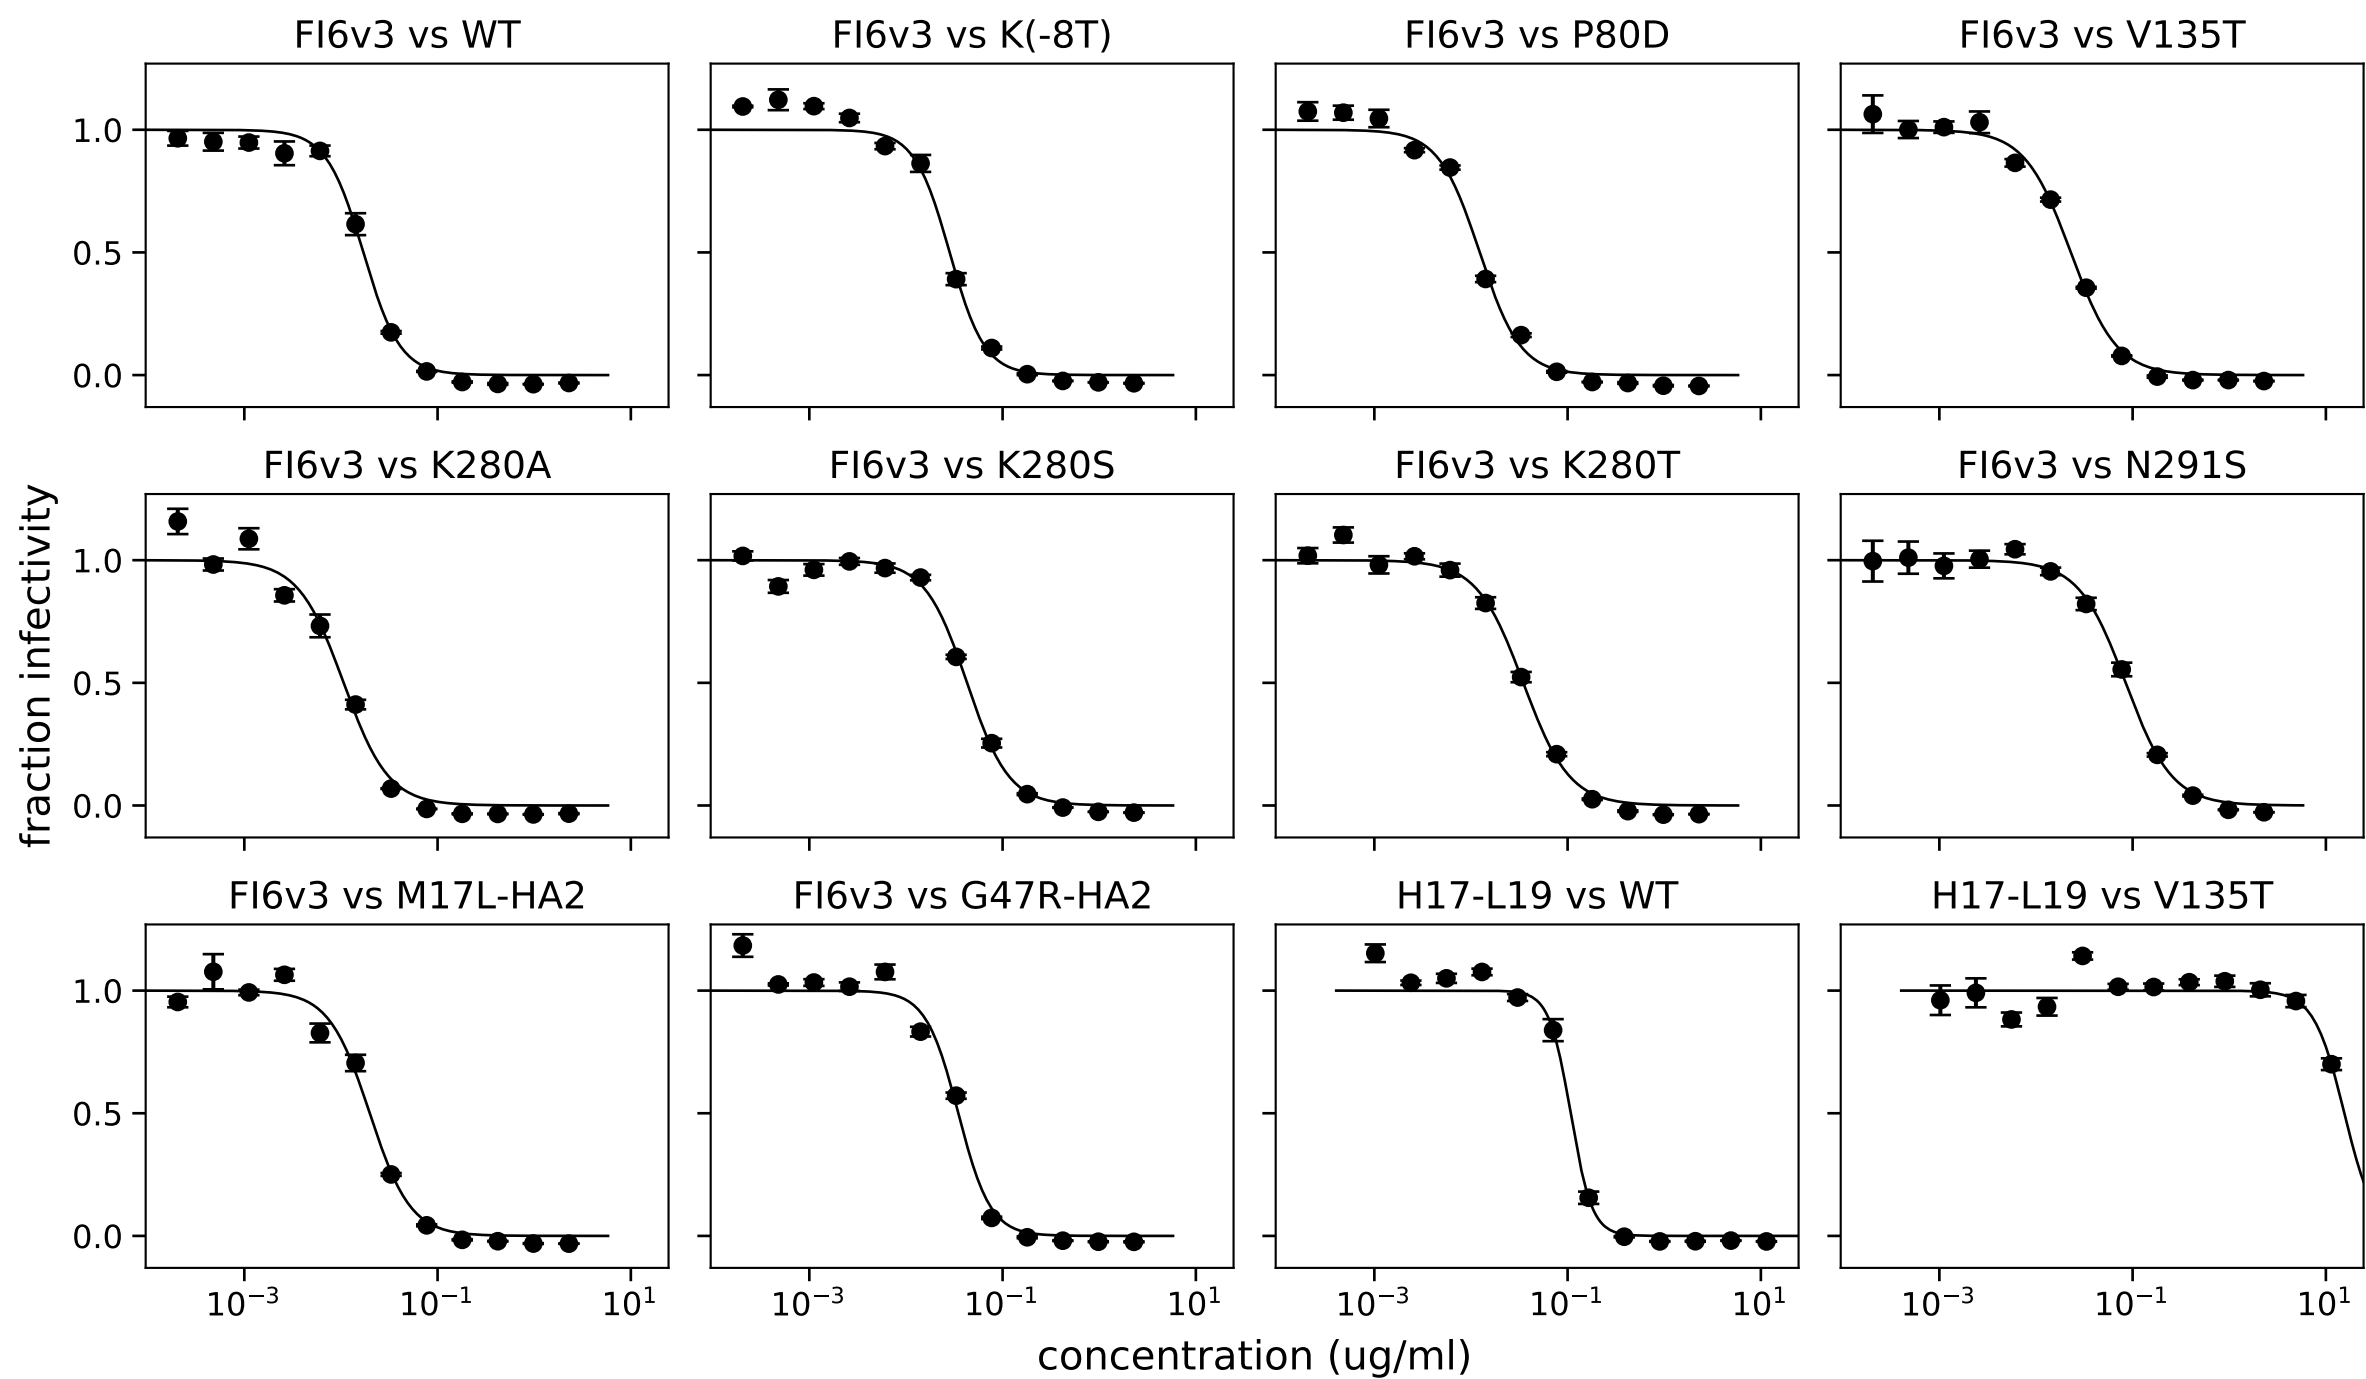 FI6v3 vs WT
FI6v3 vs K(-8T)
FI6v3 vs P80D
FI6v3 vs V135T
1.0
0.5
0.0
FI6v3 vs K280A
FI6v3 vs K280S
FI6v3 vs K280T
FI6v3 vs N291S
fraction infectivity
1.0
0.5
0.0
FI6v3 vs M17L-HA2
FI6v3 vs G47R-HA2
H17-L19 vs WT
H17-L19 vs V135T
1.0
0.5
0.0
10⁻³ 10⁻¹ 10¹
10⁻³ 10⁻¹ 10¹
10⁻³ 10⁻¹ 10¹
10⁻³ 10⁻¹ 10¹
concentration (ug/ml)